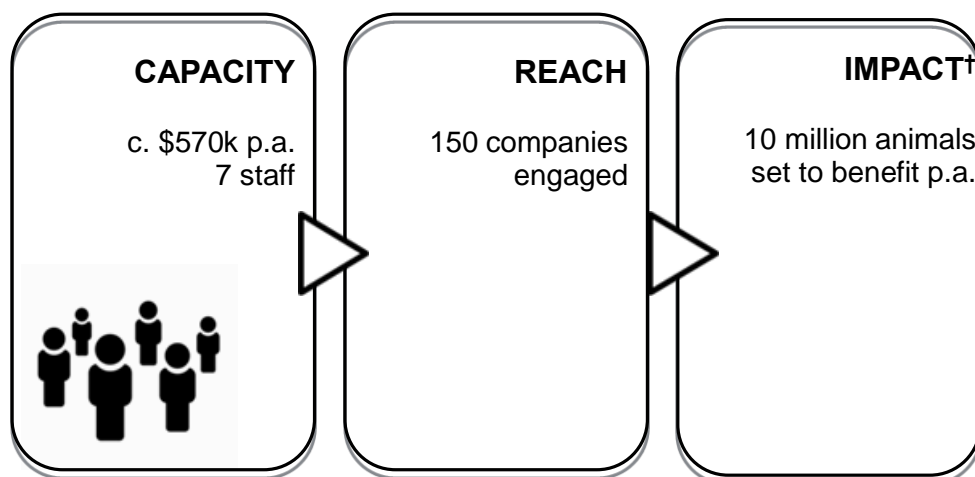 CAPACITY
c. $570k p.a.
7 staff
REACH
150 companies
engaged
IMPACT†
10 million animals
set to benefit p.a.